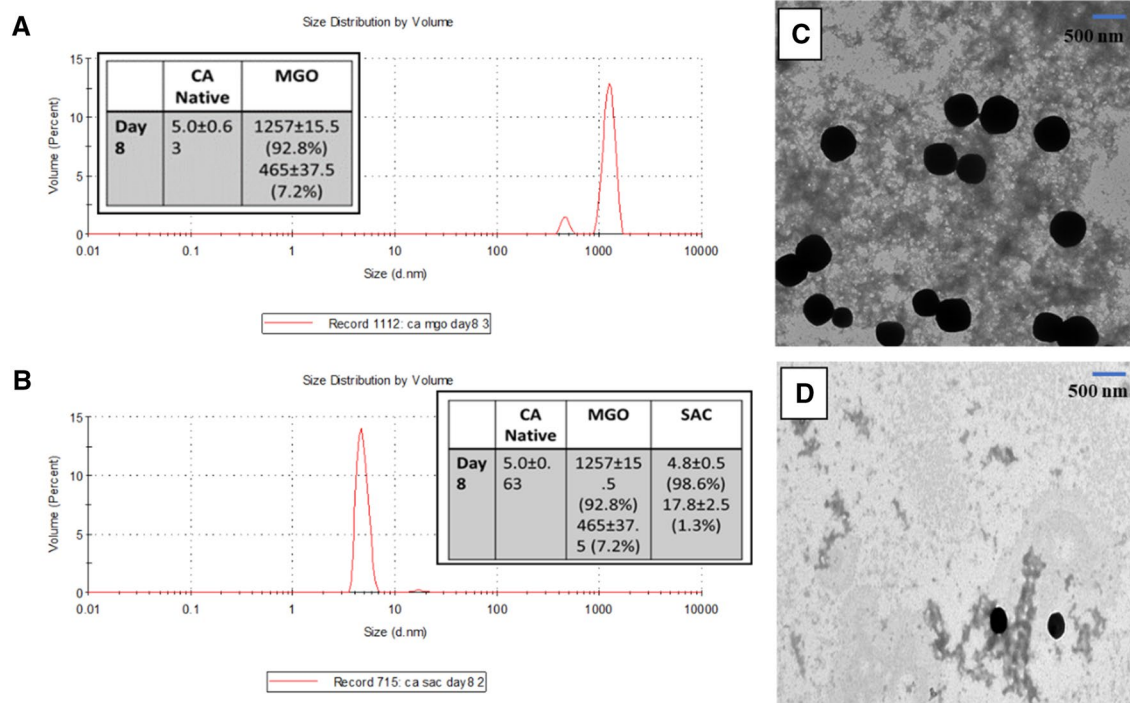 A
Size Distribution by Volume
15
10
5
0
Volume (Percent)
CA MGO
Native
Day 5.0±0.6 1257±15.5
8 3 (92.8%)
465±37.5
(7.2%)
0.01 0.1 1 10 100 1000 10000
Size (d.nm)
Record 1112: ca mgo day8 3
B
Size Distribution by Volume
15
10
5
0
Volume (Percent)
CA MGO SAC
Native
Day 5.0±0. 1257±15 4.8±0.5
8 63 .5 (98.6%)
(92.8%) 17.8±2.5
465±37. (1.3%)
5 (7.2%)
0.01 0.1 1 10 100 1000 10000
Size (d.nm)
Record 715: ca sac day8 2
C
500 nm
D
500 nm